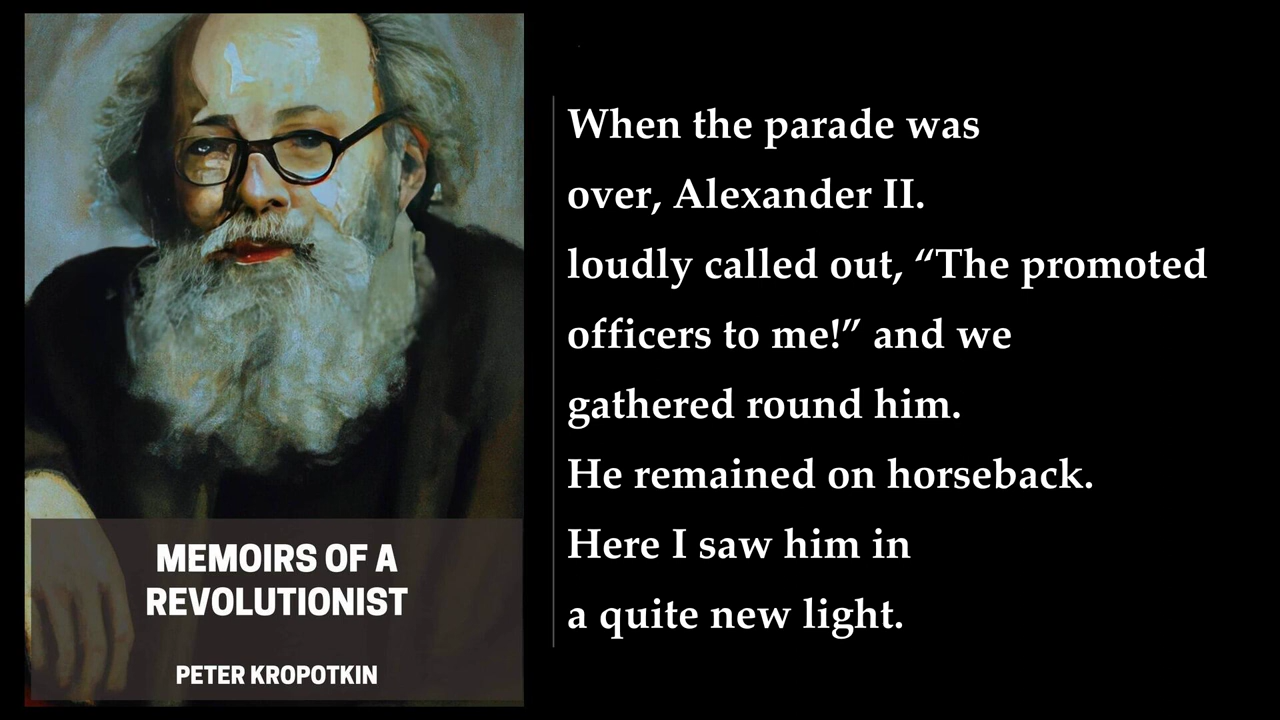 MEMOIRS OF A
REVOLUTIONIST
PETER KROPOTKIN
When the parade was
over, Alexander II.
loudly called out, “The promoted
officers to me!” and we
gathered round him.
He remained on horseback.
Here I saw him in
a quite new light.